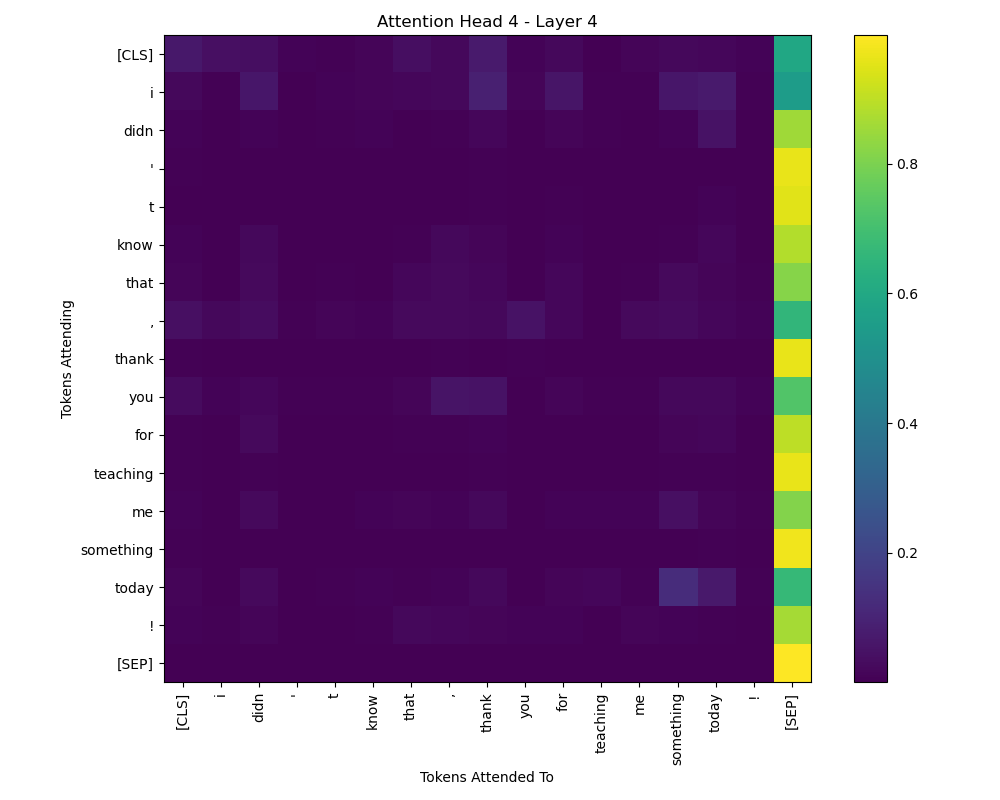 Attention Head 4 - Layer 4
[CLS]
i
didn
'
t
know
that
,
thank
you
for
teaching
me
something
today
!
[SEP]
Tokens Attending
[CLS]
i
didn
'
t
know
that
,
thank
you
for
teaching
me
something
today
!
[SEP]
Tokens Attended To
0.8
0.6
0.4
0.2